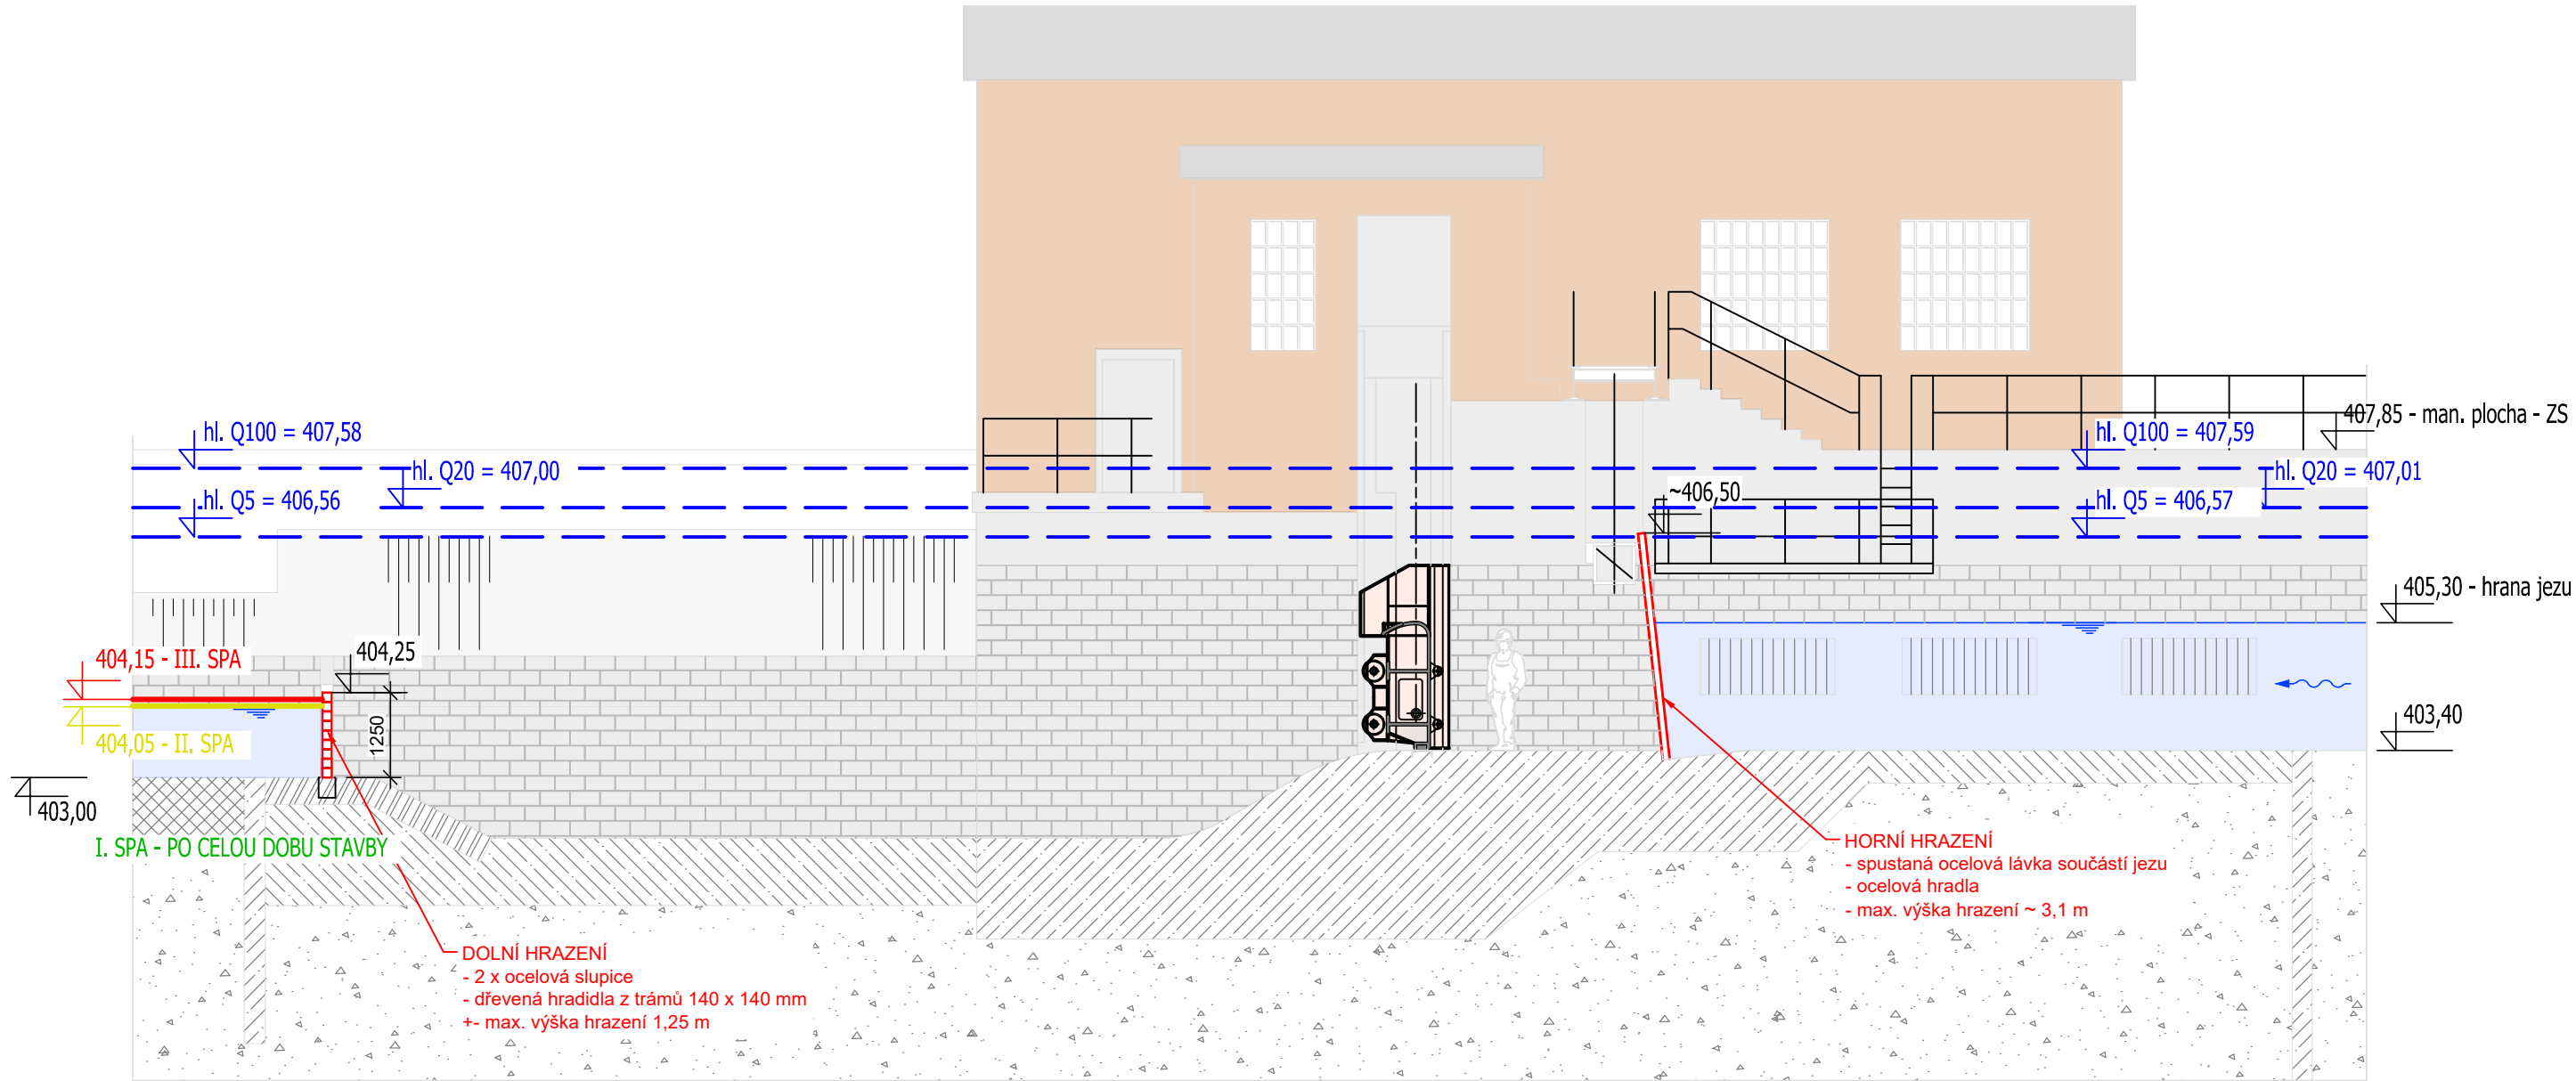 407,85 - man. plocha - ZS
hl. Q100 = 407,58
hl. Q100 = 407,59
hl. Q20 = 407,00
hl. Q20 = 407,01
hl. Q5 = 406,56
~406,50
hl. Q5 = 406,57
405,30 - hrana jezu
404,15 - III. SPA
404,25
403,40
1250
404,05 - II. SPA
403,00
I. SPA - PO CELOU DOBU STAVBY
HORNÍ HRAZENÍ
- spustaná ocelová lávka součástí jezu
- ocelová hradla
- max. výška hrazení ~ 3,1 m
DOLNÍ HRAZENÍ
- 2 x ocelová slupice
- dřevená hradidla z trámů 140 x 140 mm
+- max. výška hrazení 1,25 m